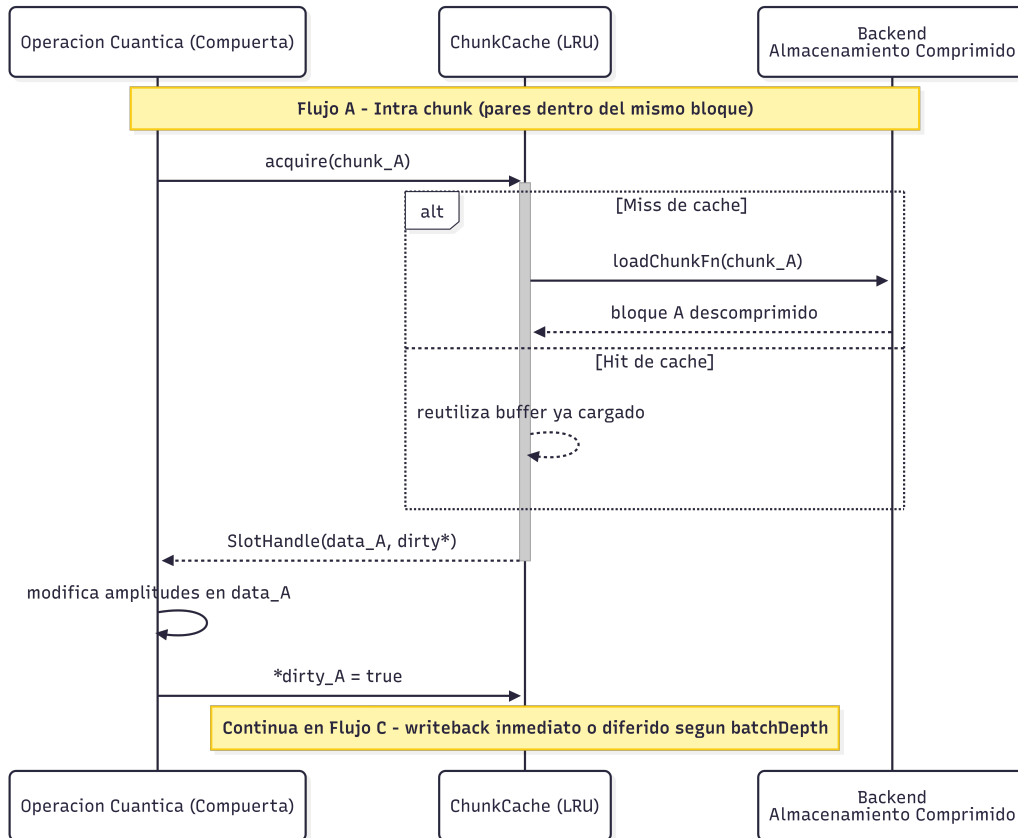 Operacion Cuantica (Compuerta)
ChunkCache (LRU)
Backend
Almacenamiento Comprimido
Flujo A - Intra chunk (pares dentro del mismo bloque)
acquire(chunk_A)
alt
[Miss de cache]
loadChunkFn(chunk_A)
bloque A descomprimido
[Hit de cache]
reutiliza buffer ya cargado
SlotHandle(data_A, dirty*)
modifica amplitudes en data_A
*dirty_A = true
Continua en Flujo C - writeback inmediato o diferido segun batchDepth
Operacion Cuantica (Compuerta)
ChunkCache (LRU)
Backend
Almacenamiento Comprimido